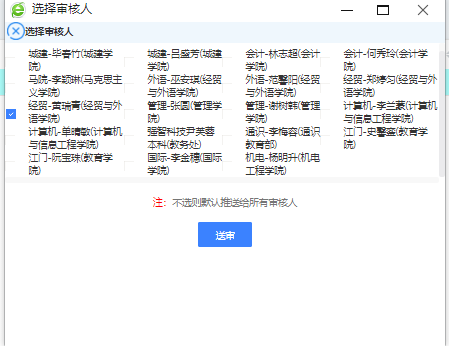 选择审核人
选择审核人
城建-毕春竹(城建学 城建-吕盛芳(城建 会计-林志超(会计 会计-何秀玲(会计学
院) 学院) 学院) 院)
马院-李颖琳(马克思主 外语-巫安琪(经贸 外语-范馨阳(经贸 经贸-郑婷匀(经贸与外
义学院) 与外语学院) 与外语学院) 语学院)
经贸-黄瑞青(经贸与外 管理-张圆(管理学 管理-谢树韩(管理 计算机-李兰蒙(计算机与
语学院) 院) 学院) 信息工程学院)
计算机-单晴敏(计算机 强智科技尹芙蓉 通识-李梅容(通识 江门-史馨蜜(教育学
与信息工程学院) 本科(教务处) 教育部) 院)
江门-阮宝珠(教育学 国际-李金穗(国际 机电-杨明升(机电
院) 学院) 工程学院)
注：不选则默认推送给所有审核人
送审